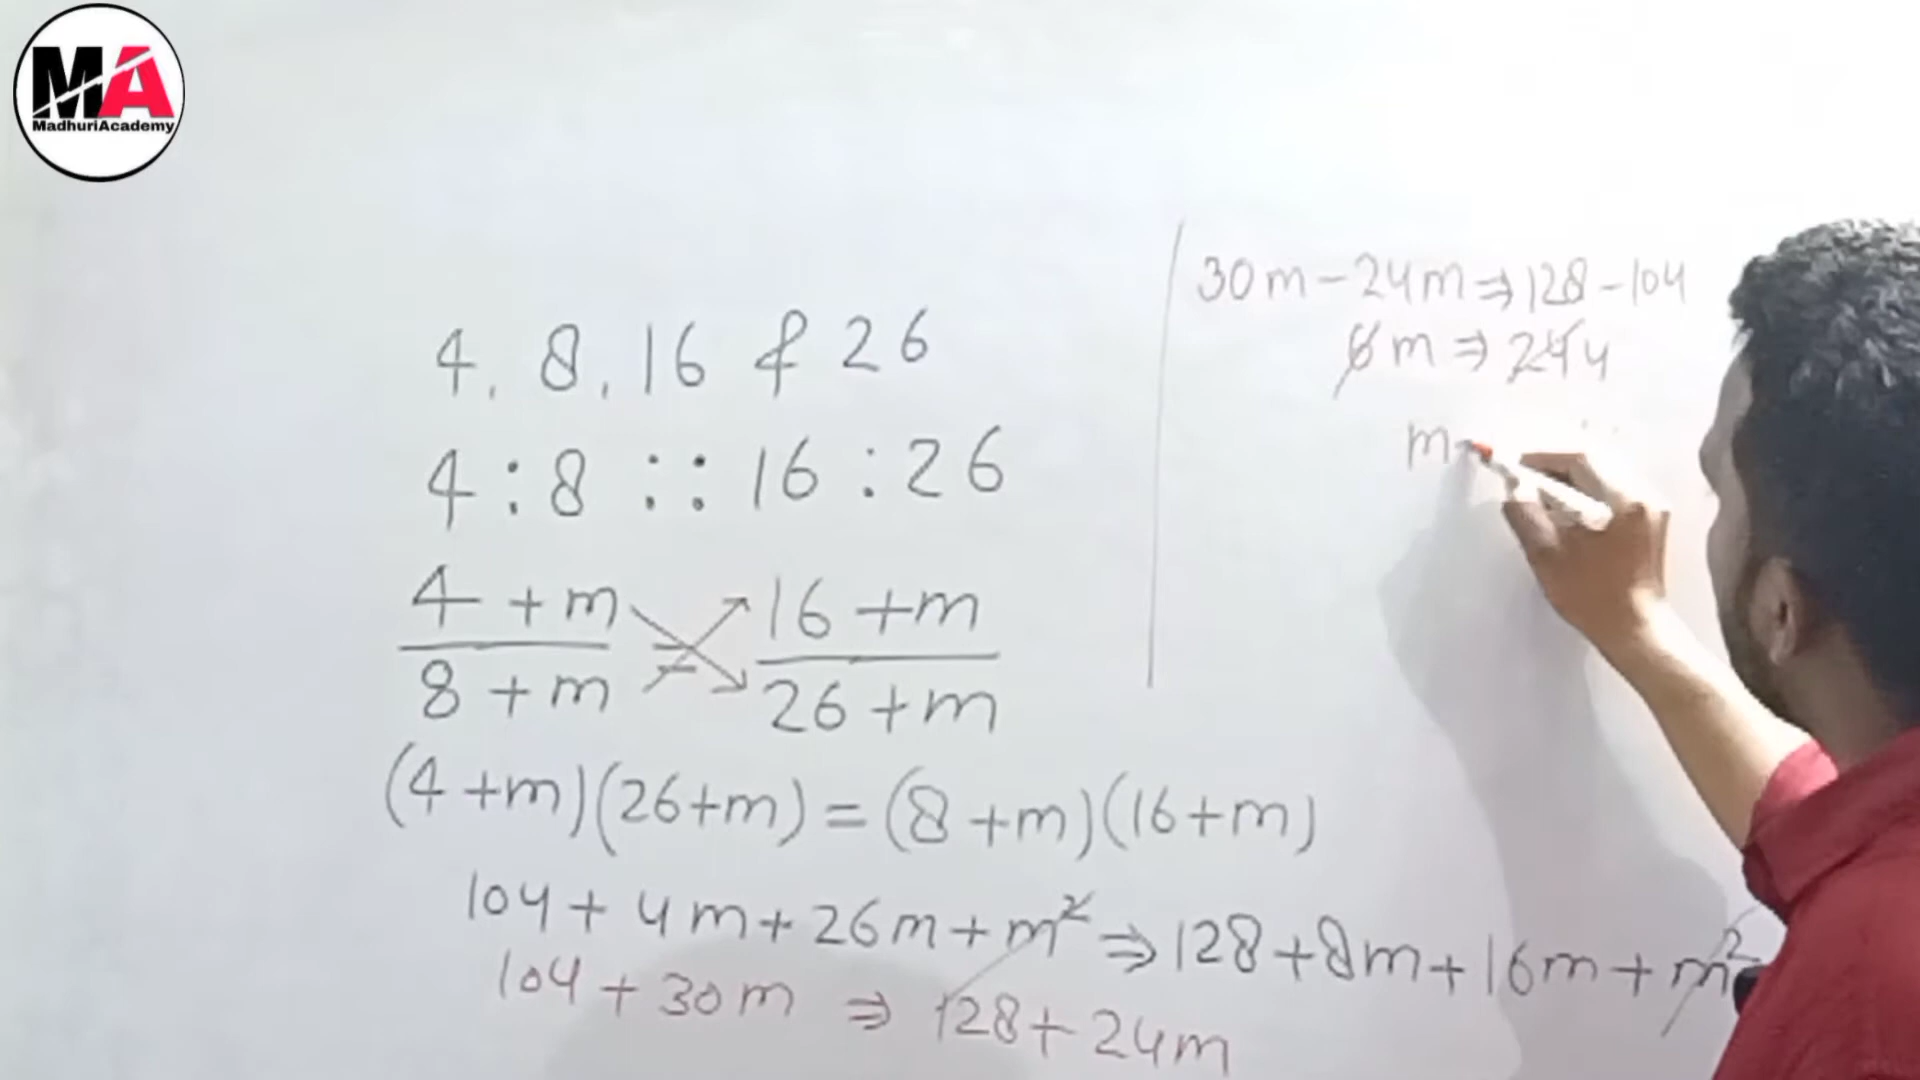 MA
MadhuriAcademy
4, 8, 16 & 26
4 : 8 :: 16 : 26
4 + m = 16 + m
8 + m 26 + m
(4 + m)(26 + m) = (8 + m)(16 + m)
104 + 4m + 26m + m² ⇒ 128 + 8m + 16m + m²
104 + 30m ⇒ 128 + 24m
30m - 24m ⇒ 128 - 104
6m ⇒ 24 4
m